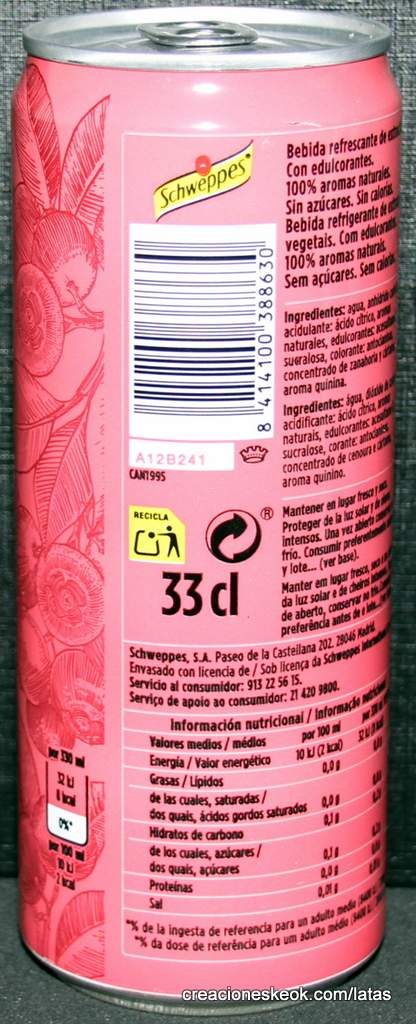 Schweppes®
8 414100 388630
A12B241
CAN1995
RECICLA
®
33 cl
Bebida refrescante de
Con edulcorantes.
100% aromas naturales.
Sin azúcares. Sin calorías.
Bebida refrigerante de
vegetais. Com edulcorantes.
100% aromas naturais.
Sem açúcares. Sem calorias.
Ingredientes: agua,
acidulante: ácido cítrico,
naturales, edulcorantes:
sucralosa, colorante:
concentrado de zanahoria y
aroma quinina.
Ingredientes: água,
acidificante: ácido cítrico,
naturais, edulcorantes:
sucralose, corante:
concentrado de cenoura e
aroma quinino.
Mantener en lugar fresco y seco.
Proteger de la luz solar y de
intensos. Una vez abierto
frío. Consumir preferentemente
y lote... (ver base).
Manter em lugar fresco,
da luz solar e de cheiros
de aberto, conservar no frio.
preferência antes de
Schweppes, S.A. Paseo de la Castellana 202. 28046 Madrid.
Envasado con licencia de / Sob licença da Schweppes
Servicio al consumidor: 913 22 56 15.
Serviço de apoio ao consumidor: 21 420 9800.
Información nutricional / Informação
Valores medios / médios por 100 ml
Energía / Valor energético 10 kJ (2 kcal) 32 kJ
Grasas / Lípidos 0,0 g
de las cuales, saturadas /
dos quais, ácidos gordos saturados 0,0 g
Hidratos de carbono 0,1 g
de los cuales, azúcares /
dos quais, açúcares 0,1 g
Proteínas 0,0 g
Sal 0,01 g
*% de la ingesta de referencia para un adulto medio
*% da dose de referência para um adulto médio
por 330 ml
32 kJ
8 kcal
0%*
por 100 ml
10 kJ
2 kcal
creacioneskeok.com/latas